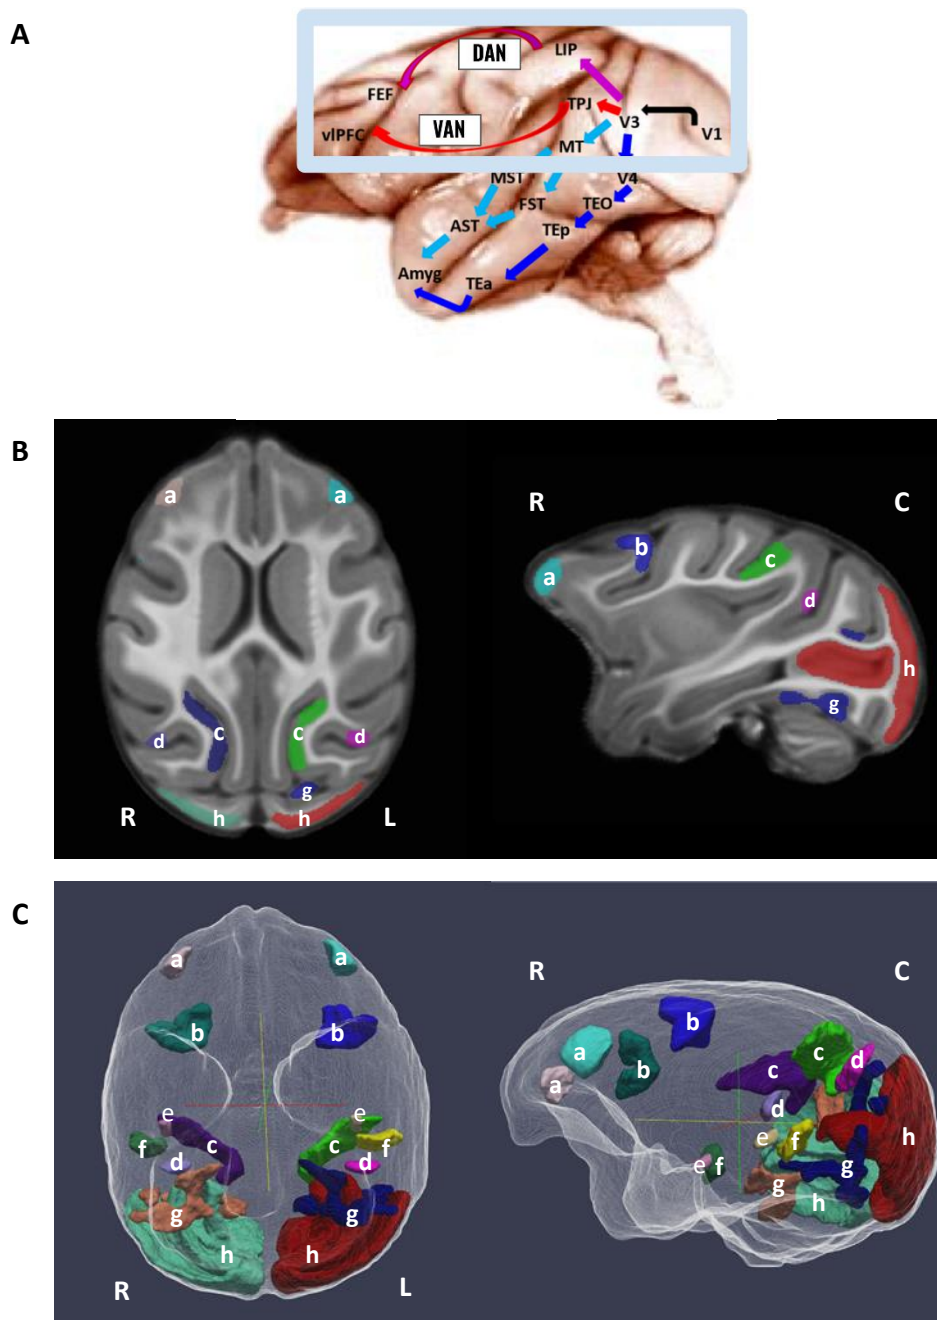 A
DAN
LIP
FEF
TPJ
vlPFC
VAN
V3
V1
MT
MST
V4
FST
TEO
AST
TEp
Amyg
TEa
B
a a
R C
b
a c
d
c c
d d
h
g
g
h h
R L
C
a a
R C
b b
b
a c
c d
a b
d
e e
f c c f
e f
h
d d
e f
g
g g
g
h
h h
R L